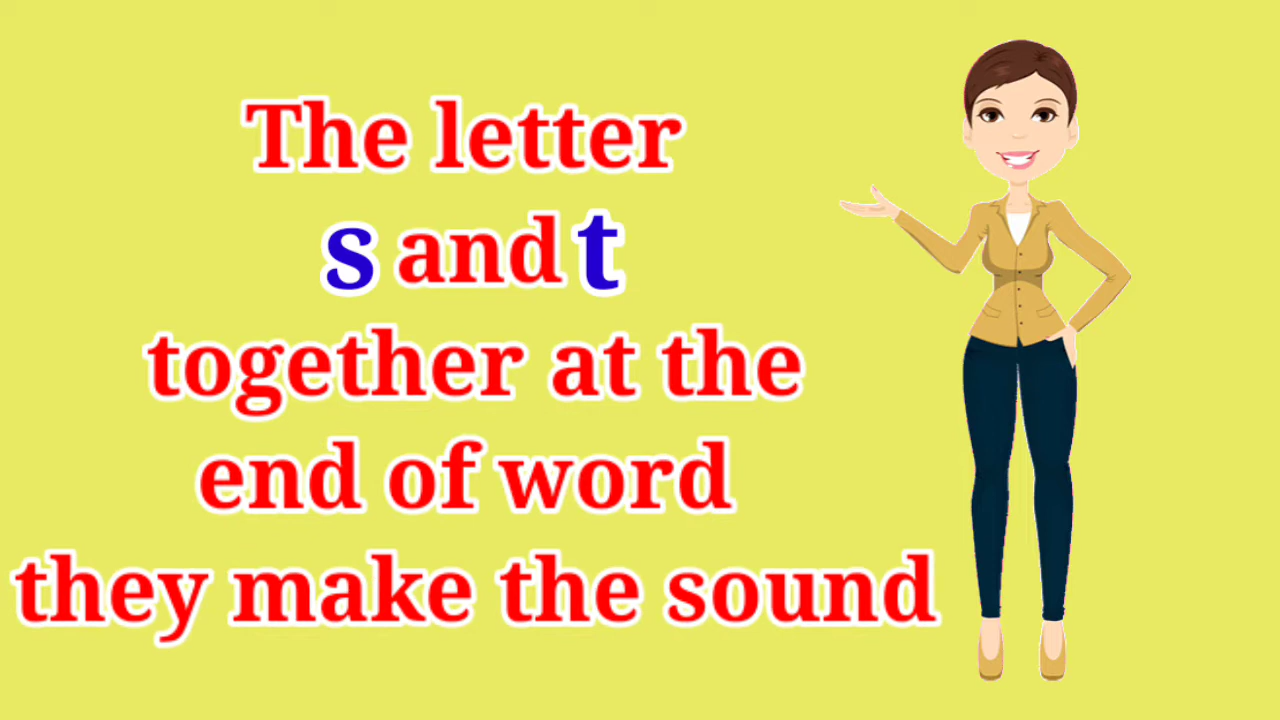 The letter
s and t
together at the
end of word
they make the sound